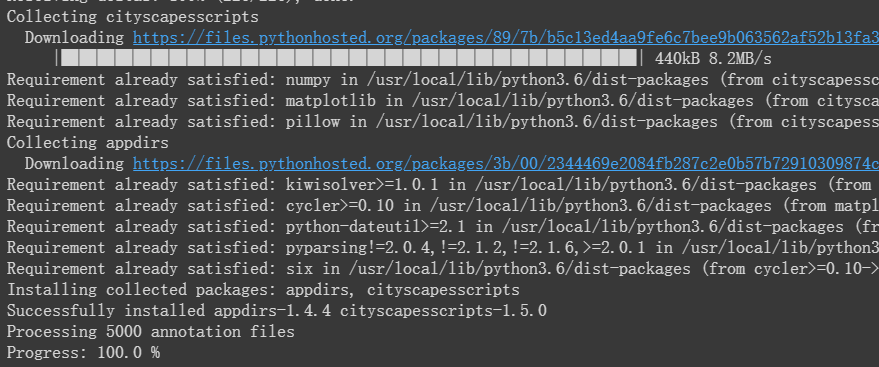 Collecting cityscapesscripts
Downloading https://files.pythonhosted.org/packages/89/7b/b5c13ed4aa9fe6c7bee9b063562af52b13fa3
440kB 8.2MB/s
Requirement already satisfied: numpy in /usr/local/lib/python3.6/dist-packages (from cityscapessc
Requirement already satisfied: matplotlib in /usr/local/lib/python3.6/dist-packages (from citysca
Requirement already satisfied: pillow in /usr/local/lib/python3.6/dist-packages (from cityscapess
Collecting appdirs
Downloading https://files.pythonhosted.org/packages/3b/00/2344469e2084fb287c2e0b57b72910309874c
Requirement already satisfied: kiwisolver>=1.0.1 in /usr/local/lib/python3.6/dist-packages (from
Requirement already satisfied: cycler>=0.10 in /usr/local/lib/python3.6/dist-packages (from matpl
Requirement already satisfied: python-dateutil>=2.1 in /usr/local/lib/python3.6/dist-packages (fr
Requirement already satisfied: pyparsing!=2.0.4,!=2.1.2,!=2.1.6,>=2.0.1 in /usr/local/lib/python3
Requirement already satisfied: six in /usr/local/lib/python3.6/dist-packages (from cycler>=0.10->
Installing collected packages: appdirs, cityscapesscripts
Successfully installed appdirs-1.4.4 cityscapesscripts-1.5.0
Processing 5000 annotation files
Progress: 100.0 %